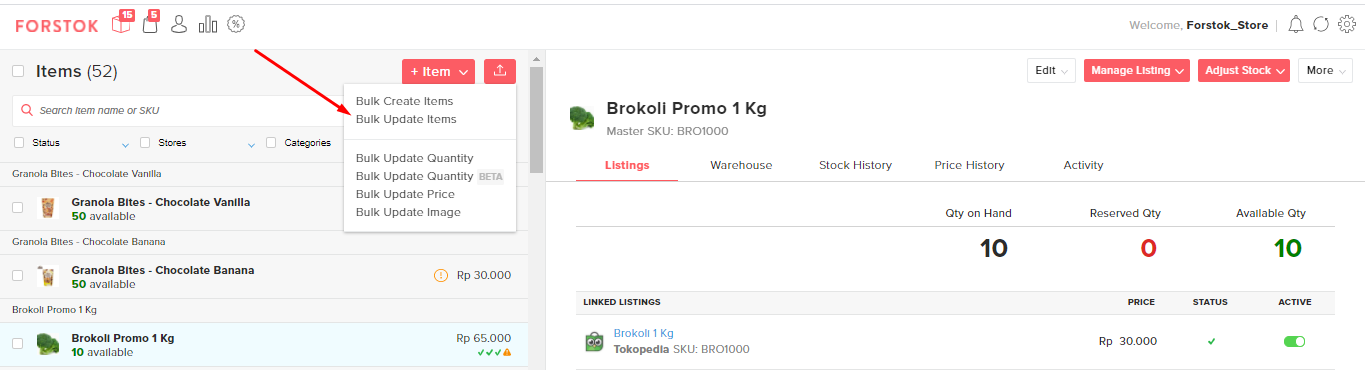 FORSTOK
15
5
Welcome, Forstok_Store
Items (52)
+ Item
Search Item name or SKU
Status
Stores
Categories
Bulk Create Items
Bulk Update Items
Bulk Update Quantity
Bulk Update Quantity BETA
Bulk Update Price
Bulk Update Image
Granola Bites - Chocolate Vanilla
Granola Bites - Chocolate Vanilla
50 available
Granola Bites - Chocolate Banana
Granola Bites - Chocolate Banana
50 available
Rp 30.000
Brokoli Promo 1 Kg
Brokoli Promo 1 Kg
10 available
Rp 65.000
Edit
Manage Listing
Adjust Stock
More
Brokoli Promo 1 Kg
Master SKU: BRO1000
Listings
Warehouse
Stock History
Price History
Activity
Qty on Hand
Reserved Qty
Available Qty
10
0
10
LINKED LISTINGS
PRICE
STATUS
ACTIVE
Brokoli 1 Kg
Tokopedia SKU: BRO1000
Rp 30.000